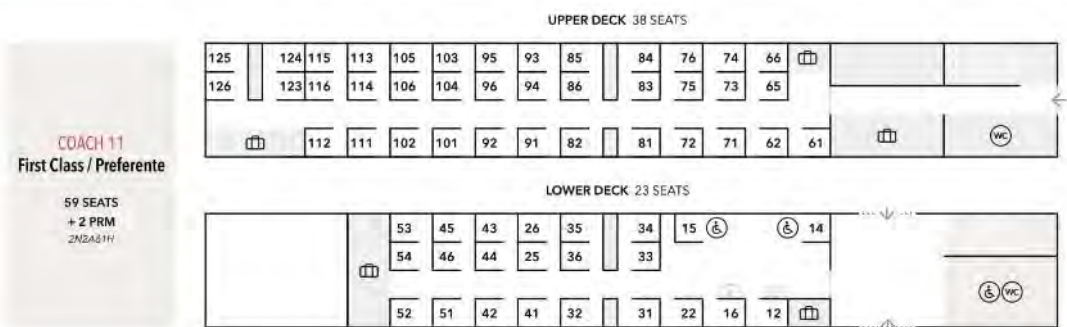 UPPER DECK 38 SEATS
125 124 115 113 105 103 95 93 85 84 76 74 66
126 123 116 114 106 104 96 94 86 83 75 73 65
112 111 102 101 92 91 82 81 72 71 62 61
WC
COACH 11
First Class / Preferente
59 SEATS
+ 2 PRM
2N2A61H
LOWER DECK 23 SEATS
53 45 43 26 35 34 15 14
54 46 44 25 36 33
52 51 42 41 32 31 22 16 12
WC